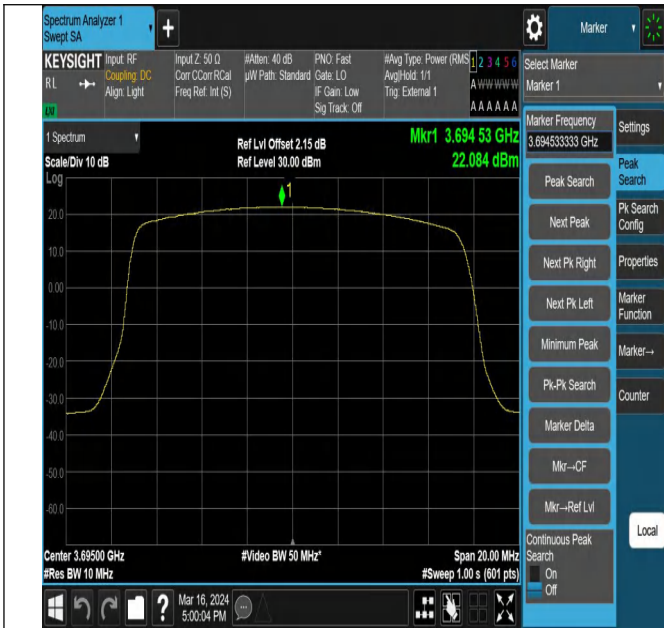 Spectrum Analyzer 1
Swept SA
Marker
KEYSIGHT
RL
LXI
Input: RF
Coupling: DC
Align: Light
Input Z: 50 Ω
Corr CCorr RCal
Freq Ref: Int (S)
#Atten: 40 dB
µW Path: Standard
PNO: Fast
Gate: LO
IF Gain: Low
Sig Track: Off
#Avg Type: Power (RMS
Avg|Hold: 1/1
Trig: External 1
1 2 3 4 5 6
A W W W W W
A A A A A A
Select Marker
Marker 1
1 Spectrum
Scale/Div 10 dB
Log
Ref Lvl Offset 2.15 dB
Ref Level 30.00 dBm
Mkr1 3.694 53 GHz
22.084 dBm
1
20.0
10.0
0.00
-10.0
-20.0
-30.0
-40.0
-50.0
-60.0
Center 3.69500 GHz
#Res BW 10 MHz
#Video BW 50 MHz*
Span 20.00 MHz
#Sweep 1.00 s (601 pts)
Marker Frequency
3.694533333 GHz
Peak Search
Next Peak
Next Pk Right
Next Pk Left
Minimum Peak
Pk-Pk Search
Marker Delta
Mkr→CF
Mkr→Ref Lvl
Continuous Peak
Search
On
Off
Settings
Peak
Search
Pk Search
Config
Properties
Marker
Function
Marker→
Counter
Local
?
Mar 16, 2024
5:00:04 PM